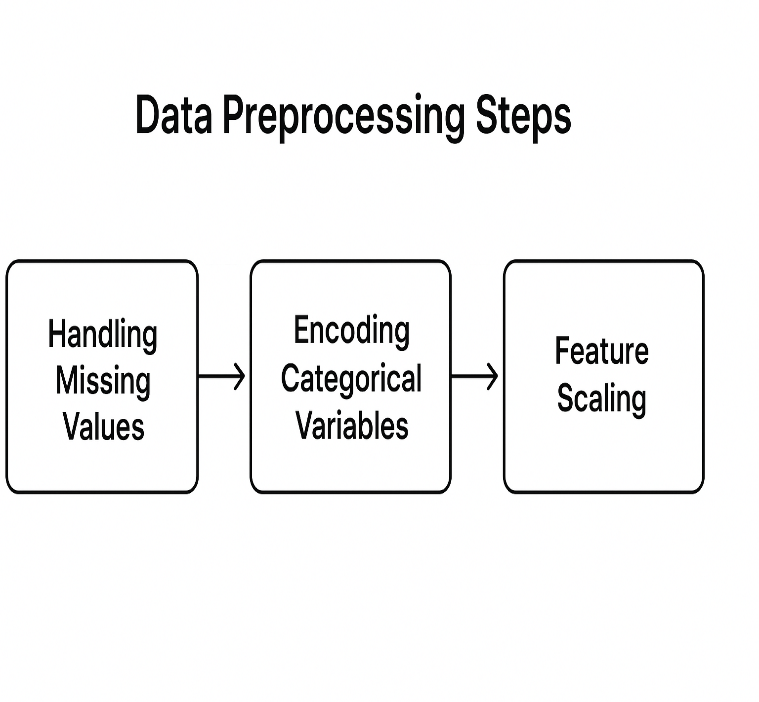 Data Preprocessing Steps
Handling
Missing
Values
Encoding
Categorical
Variables
Feature
Scaling